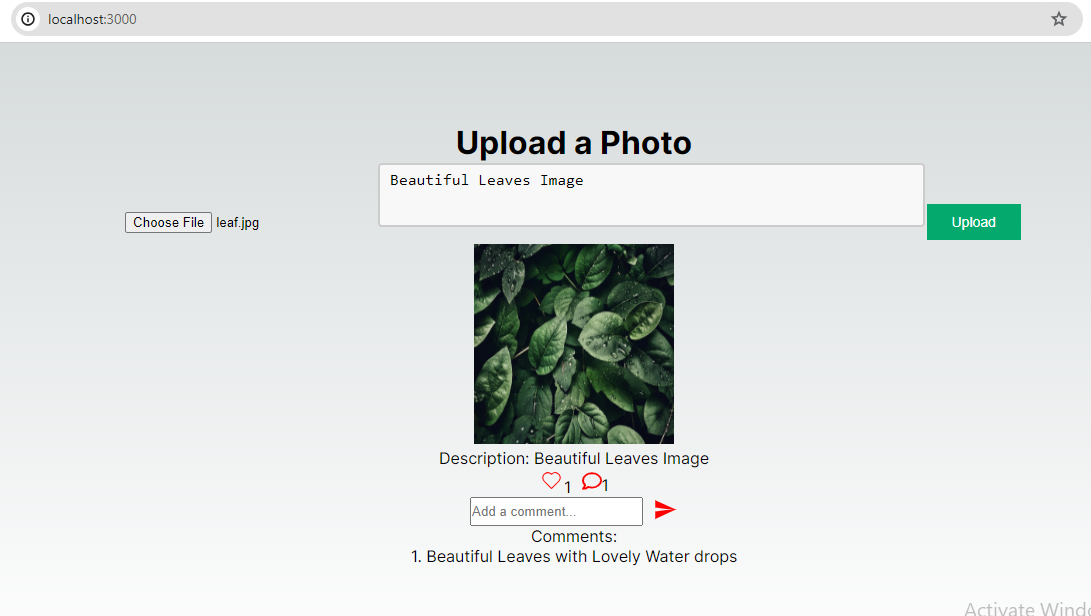 localhost:3000
Upload a Photo
Beautiful Leaves Image
Choose File leaf.jpg
Upload
Description: Beautiful Leaves Image
1 1
Add a comment...
Comments:
1. Beautiful Leaves with Lovely Water drops
Activate Wind